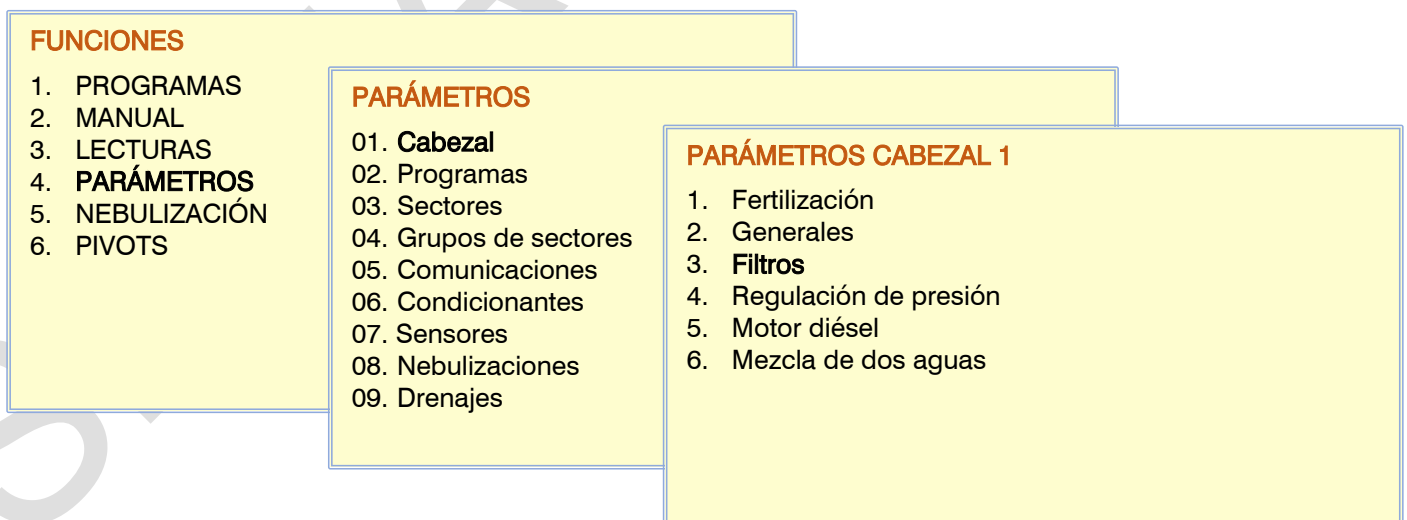 FUNCIONES
1. PROGRAMAS
2. MANUAL
3. LECTURAS
4. PARÁMETROS
5. NEBULIZACIÓN
6. PIVOTS
PARÁMETROS
01. Cabezal
02. Programas
03. Sectores
04. Grupos de sectores
05. Comunicaciones
06. Condicionantes
07. Sensores
08. Nebulizaciones
09. Drenajes
PARÁMETROS CABEZAL 1
1. Fertilización
2. Generales
3. Filtros
4. Regulación de presión
5. Motor diésel
6. Mezcla de dos aguas